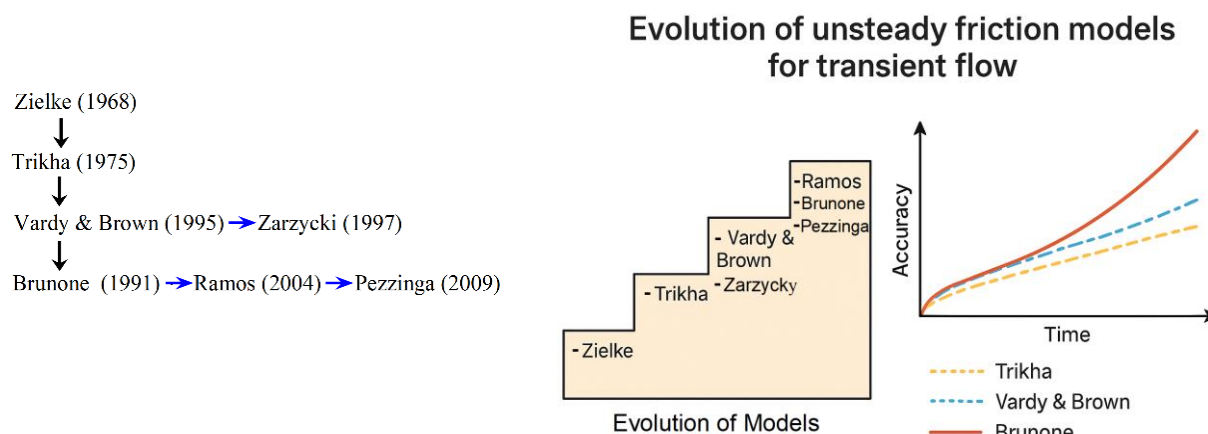 Zielke (1968)
Trikha (1975)
Vardy & Brown (1995) Zarzycki (1997)
Brunone (1991) Ramos (2004) Pezzinga (2009)
Evolution of unsteady friction models
for transient flow
-Ramos
-Brunone
-Pezzinga
- Vardy &
Brown
-Zarzycky
-Trikha
-Zielke
Evolution of Models
Accuracy
Time
Trikha
Vardy & Brown
Brunone